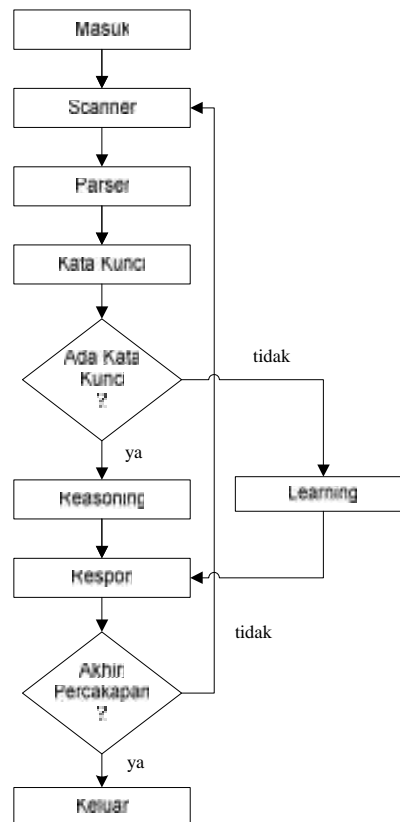 Masuk
Scanner
Parser
Kata Kunci
Ada Kata
Kunci
?
tidak
ya
Reasoning
Learning
Respon
tidak
Akhir
Percakapan
?
ya
Keluar